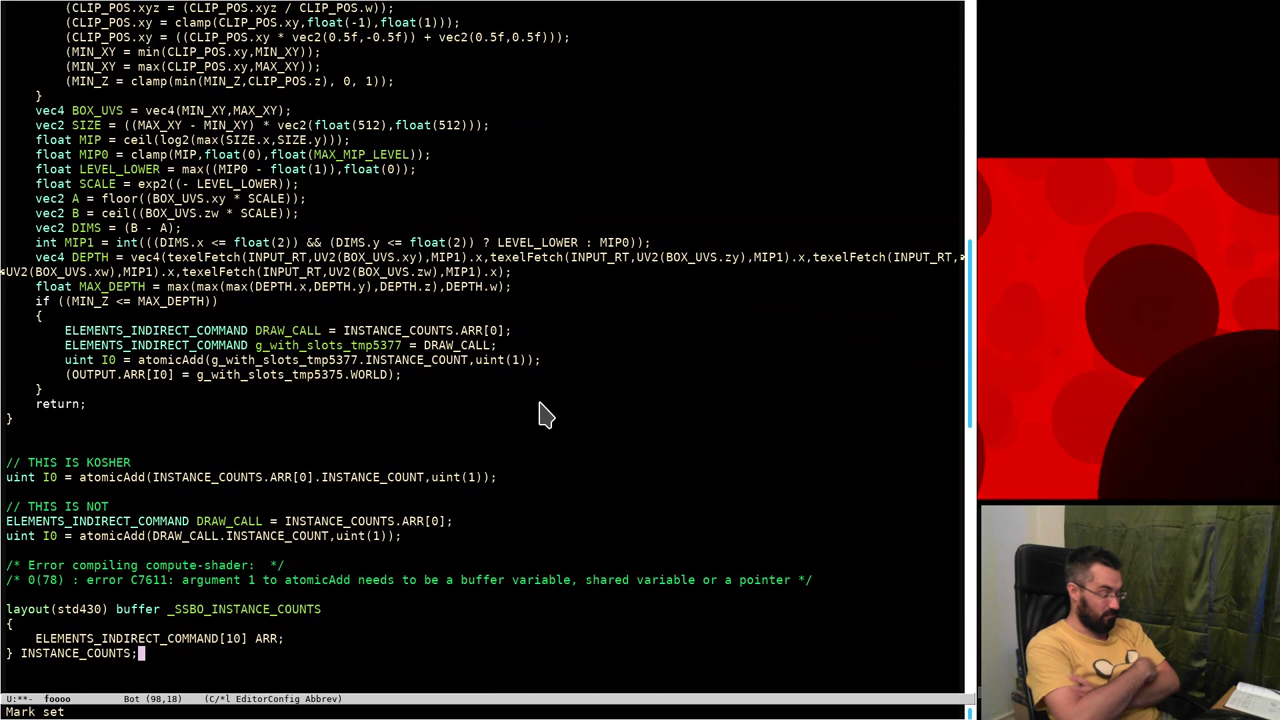 (CLIP_POS.xyz = (CLIP_POS.xyz / CLIP_POS.w));
(CLIP_POS.xy = clamp(CLIP_POS.xy,float(-1),float(1)));
(CLIP_POS.xy = ((CLIP_POS.xy * vec2(0.5f,-0.5f)) + vec2(0.5f,0.5f)));
(MIN_XY = min(CLIP_POS.xy,MIN_XY));
(MIN_XY = max(CLIP_POS.xy,MAX_XY));
(MIN_Z = clamp(min(MIN_Z,CLIP_POS.z), 0, 1));
}
vec4 BOX_UVS = vec4(MIN_XY,MAX_XY);
vec2 SIZE = ((MAX_XY - MIN_XY) * vec2(float(512),float(512)));
float MIP = ceil(log2(max(SIZE.x,SIZE.y)));
float MIP0 = clamp(MIP,float(0),float(MAX_MIP_LEVEL));
float LEVEL_LOWER = max((MIP0 - float(1)),float(0));
float SCALE = exp2((- LEVEL_LOWER));
vec2 A = floor((BOX_UVS.xy * SCALE));
vec2 B = ceil((BOX_UVS.zw * SCALE));
vec2 DIMS = (B - A);
int MIP1 = int(((DIMS.x <= float(2)) && (DIMS.y <= float(2)) ? LEVEL_LOWER : MIP0));
vec4 DEPTH = vec4(texelFetch(INPUT_RT,UV2(BOX_UVS.xy),MIP1).x,texelFetch(INPUT_RT,UV2(BOX_UVS.zy),MIP1).x,texelFetch(INPUT_RT,
UV2(BOX_UVS.xw),MIP1).x,texelFetch(INPUT_RT,UV2(BOX_UVS.zw),MIP1).x);
float MAX_DEPTH = max(max(max(DEPTH.x,DEPTH.y),DEPTH.z),DEPTH.w);
if ((MIN_Z <= MAX_DEPTH))
{
ELEMENTS_INDIRECT_COMMAND DRAW_CALL = INSTANCE_COUNTS.ARR[0];
ELEMENTS_INDIRECT_COMMAND g_with_slots_tmp5377 = DRAW_CALL;
uint I0 = atomicAdd(g_with_slots_tmp5377.INSTANCE_COUNT,uint(1));
(OUTPUT.ARR[I0] = g_with_slots_tmp5375.WORLD);
}
return;
}
// THIS IS KOSHER
uint I0 = atomicAdd(INSTANCE_COUNTS.ARR[0].INSTANCE_COUNT,uint(1));
// THIS IS NOT
ELEMENTS_INDIRECT_COMMAND DRAW_CALL = INSTANCE_COUNTS.ARR[0];
uint I0 = atomicAdd(DRAW_CALL.INSTANCE_COUNT,uint(1));
/* Error compiling compute-shader:  */
/* 0(78) : error C7611: argument 1 to atomicAdd needs to be a buffer variable, shared variable or a pointer */
layout(std430) buffer _SSBO_INSTANCE_COUNTS
{
ELEMENTS_INDIRECT_COMMAND[10] ARR;
} INSTANCE_COUNTS;
U:**-  foooo          Bot (98,18)    (C/*l EditorConfig Abbrev)
Mark set